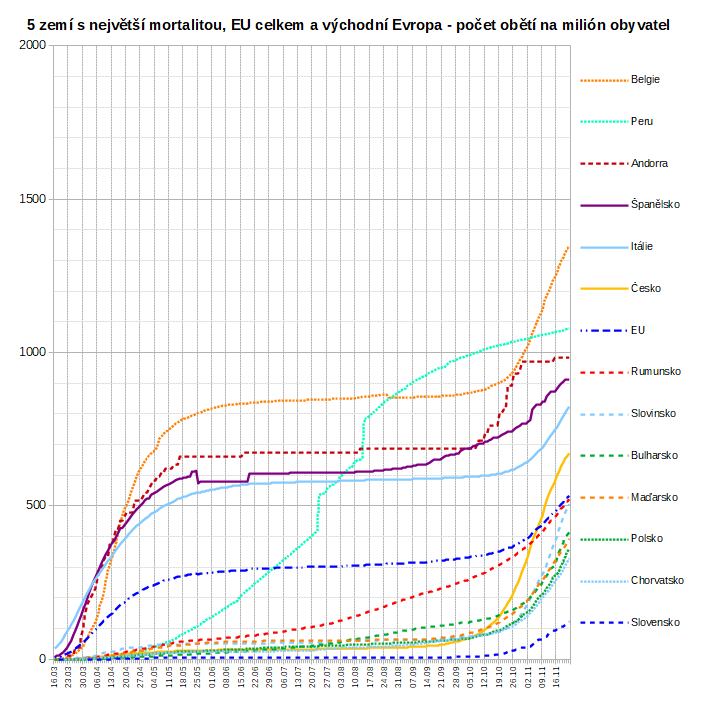 5 zemí s největší mortalitou, EU celkem a východní Evropa - počet obětí na milión obyvatel
2000
1500
1000
500
0
Belgie
Peru
Andorra
Španělsko
Itálie
Česko
EU
Rumunsko
Slovinsko
Bulharsko
Maďarsko
Polsko
Chorvatsko
Slovensko
16.03 23.03 30.03 06.04 13.04 20.04 27.04 04.05 11.05 18.05 25.05 01.06 08.06 15.06 22.06 29.06 06.07 13.07 20.07 27.07 03.08 10.08 17.08 24.08 31.08 07.09 14.09 21.09 28.09 05.10 12.10 19.10 26.10 02.11 09.11 16.11